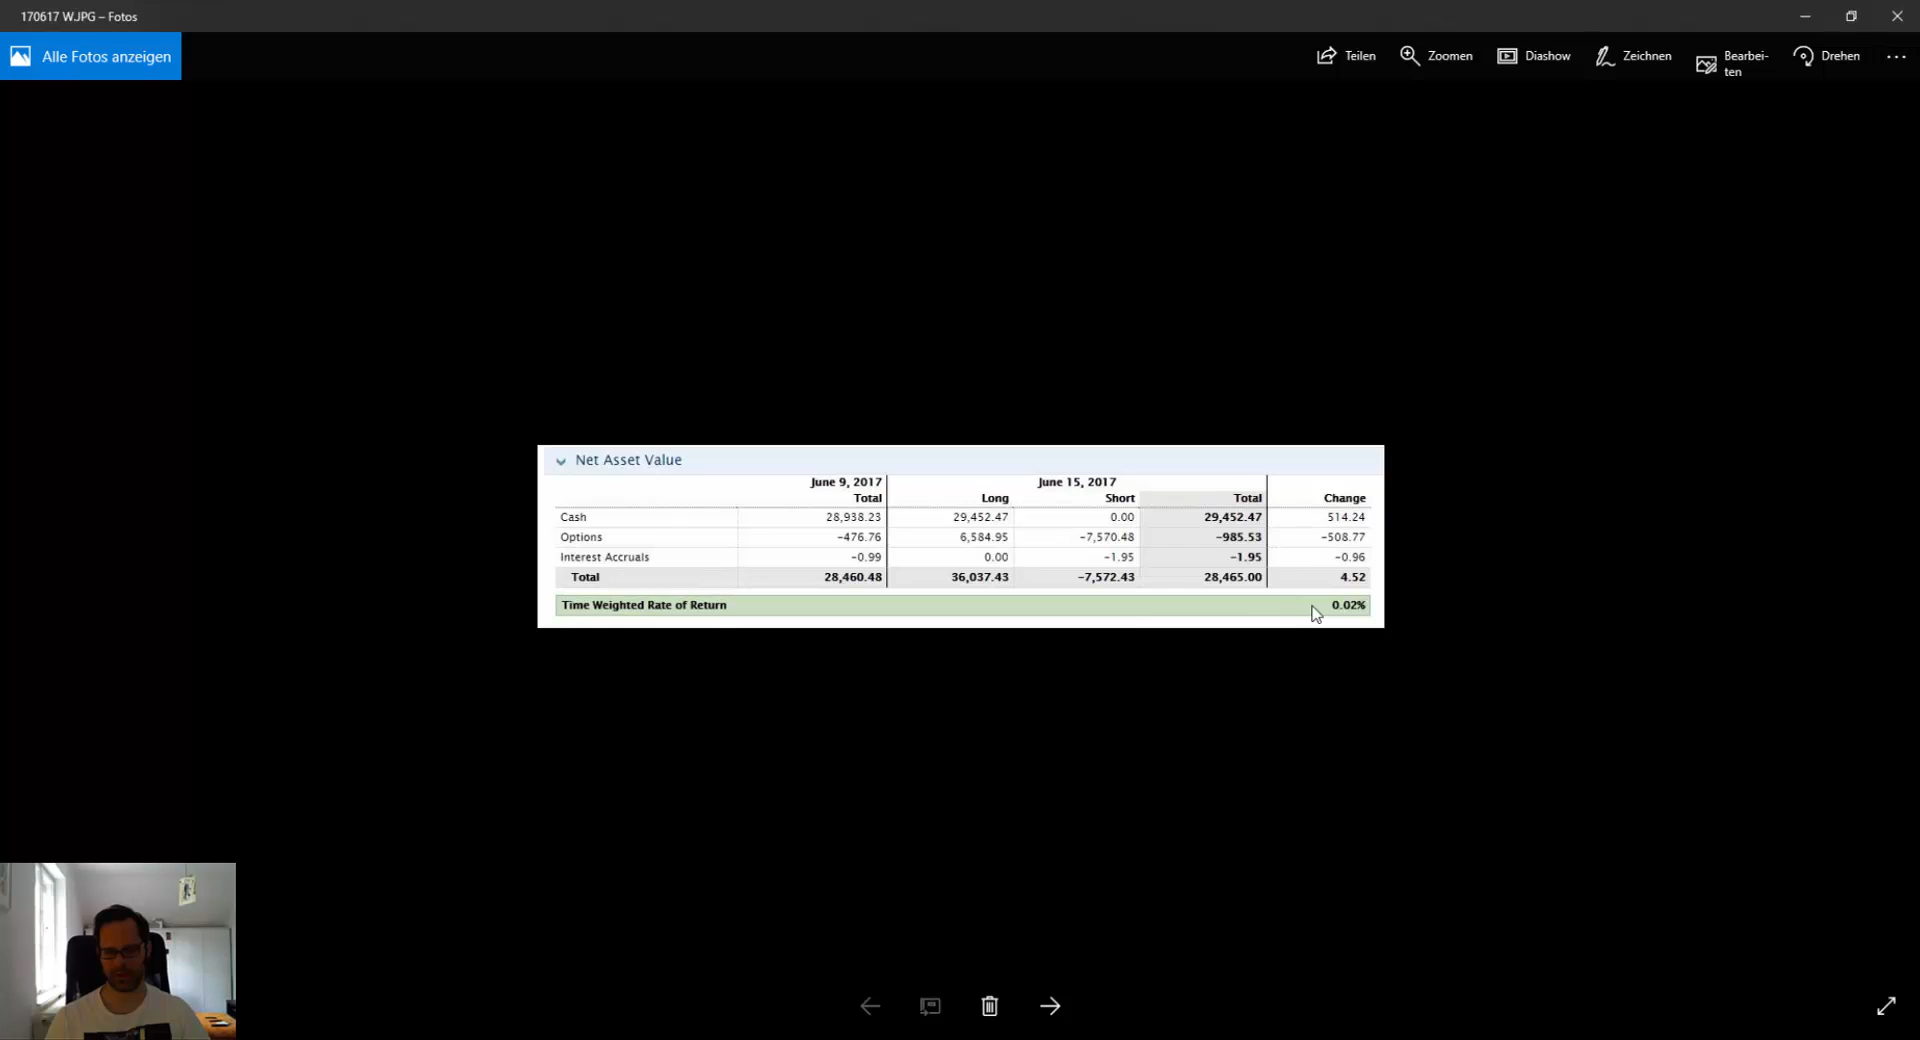 170617 W.JPG – Fotos
Alle Fotos anzeigen
Teilen
Zoomen
Diashow
Zeichnen
Bearbei-
ten
Drehen
Net Asset Value
June 9, 2017 June 15, 2017
Total Long Short Total Change
Cash 28,938.23 29,452.47 0.00 29,452.47 514.24
Options -476.76 6,584.95 -7,570.48 -985.53 -508.77
Interest Accruals -0.99 0.00 -1.95 -1.95 -0.96
Total 28,460.48 36,037.43 -7,572.43 28,465.00 4.52
Time Weighted Rate of Return 0.02%